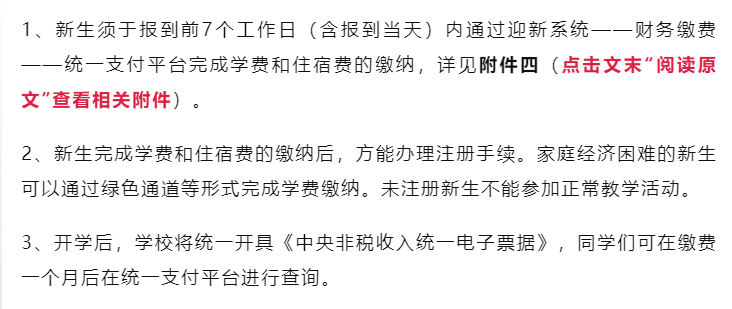 1、新生须于报到前7个工作日（含报到当天）内通过迎新系统——财务缴费
——统一支付平台完成学费和住宿费的缴纳，详见附件四（点击文末“阅读原
文”查看相关附件）。
2、新生完成学费和住宿费的缴纳后，方能办理注册手续。家庭经济困难的新生
可以通过绿色通道等形式完成学费缴纳。未注册新生不能参加正常教学活动。
3、开学后，学校将统一开具《中央非税收入统一电子票据》，同学们可在缴费
一个月后在统一支付平台进行查询。